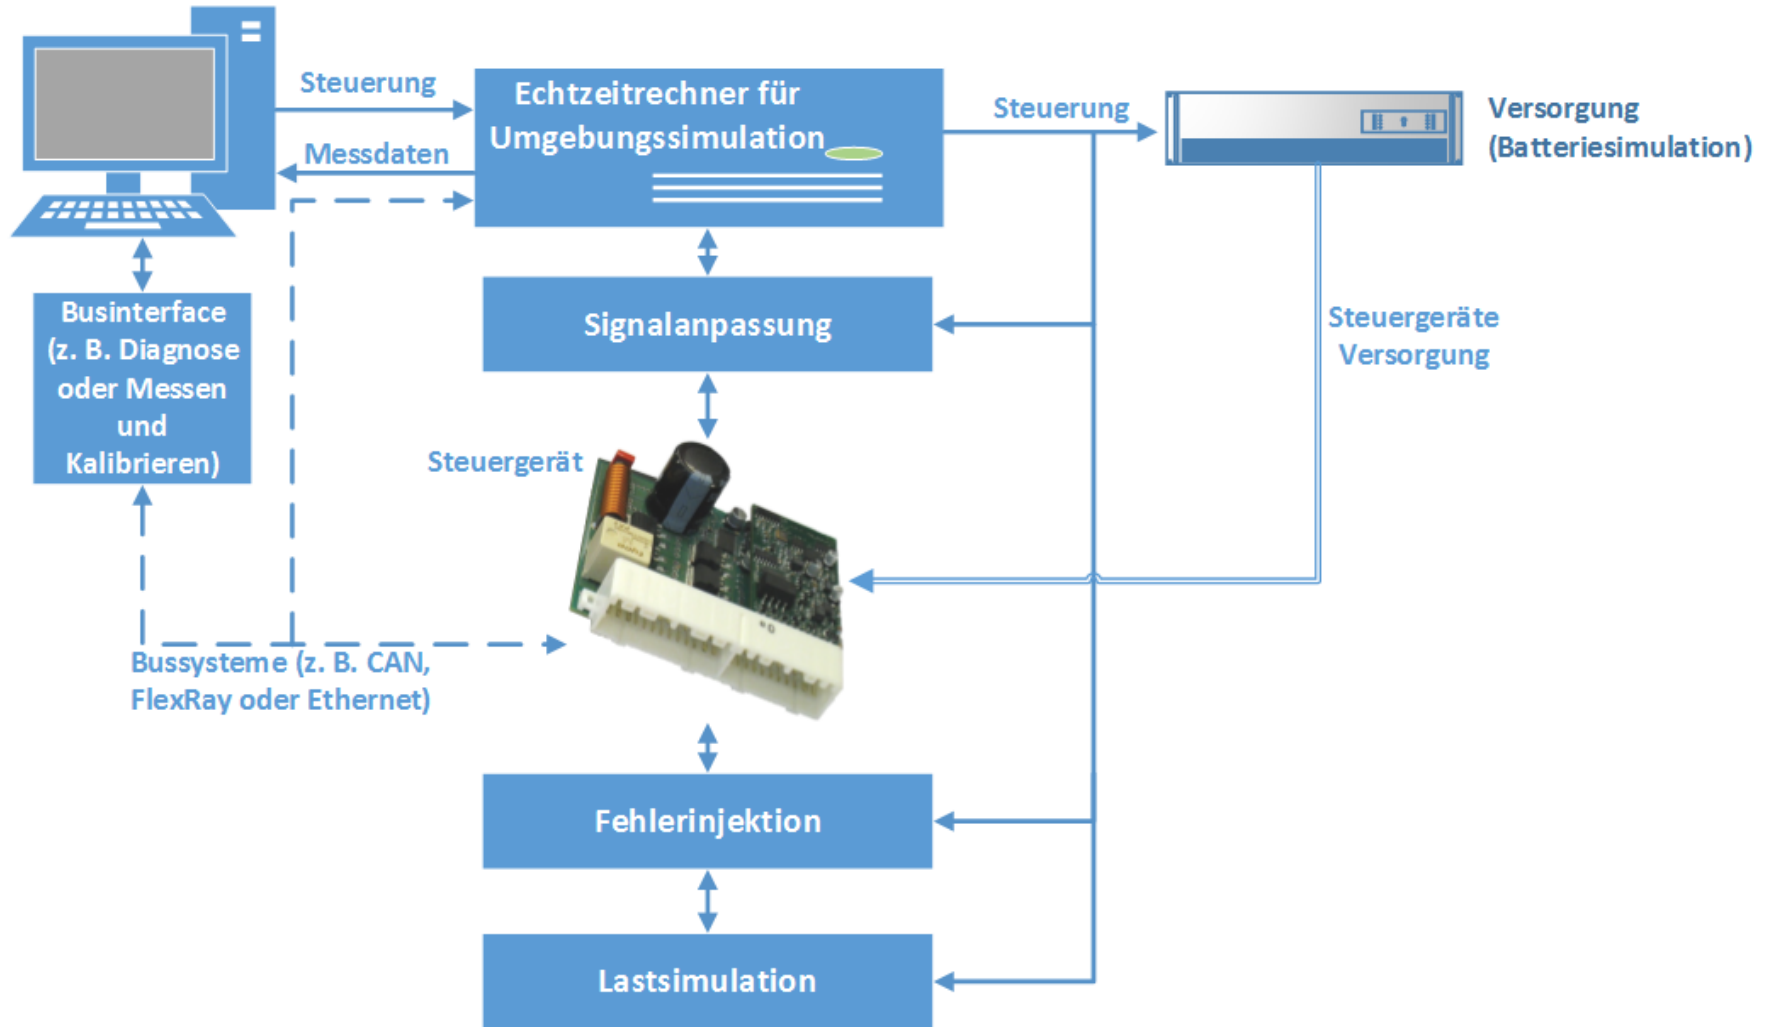 Steuerung
Messdaten
Echtzeitrechner für
Umgebungssimulation
Steuerung
Versorgung
(Batteriesimulation)
Businterface
(z. B. Diagnose
oder Messen
und
Kalibrieren)
Signalanpassung
Steuergeräte
Versorgung
Steuergerät
Bussysteme (z. B. CAN,
FlexRay oder Ethernet)
Fehlerinjektion
Lastsimulation